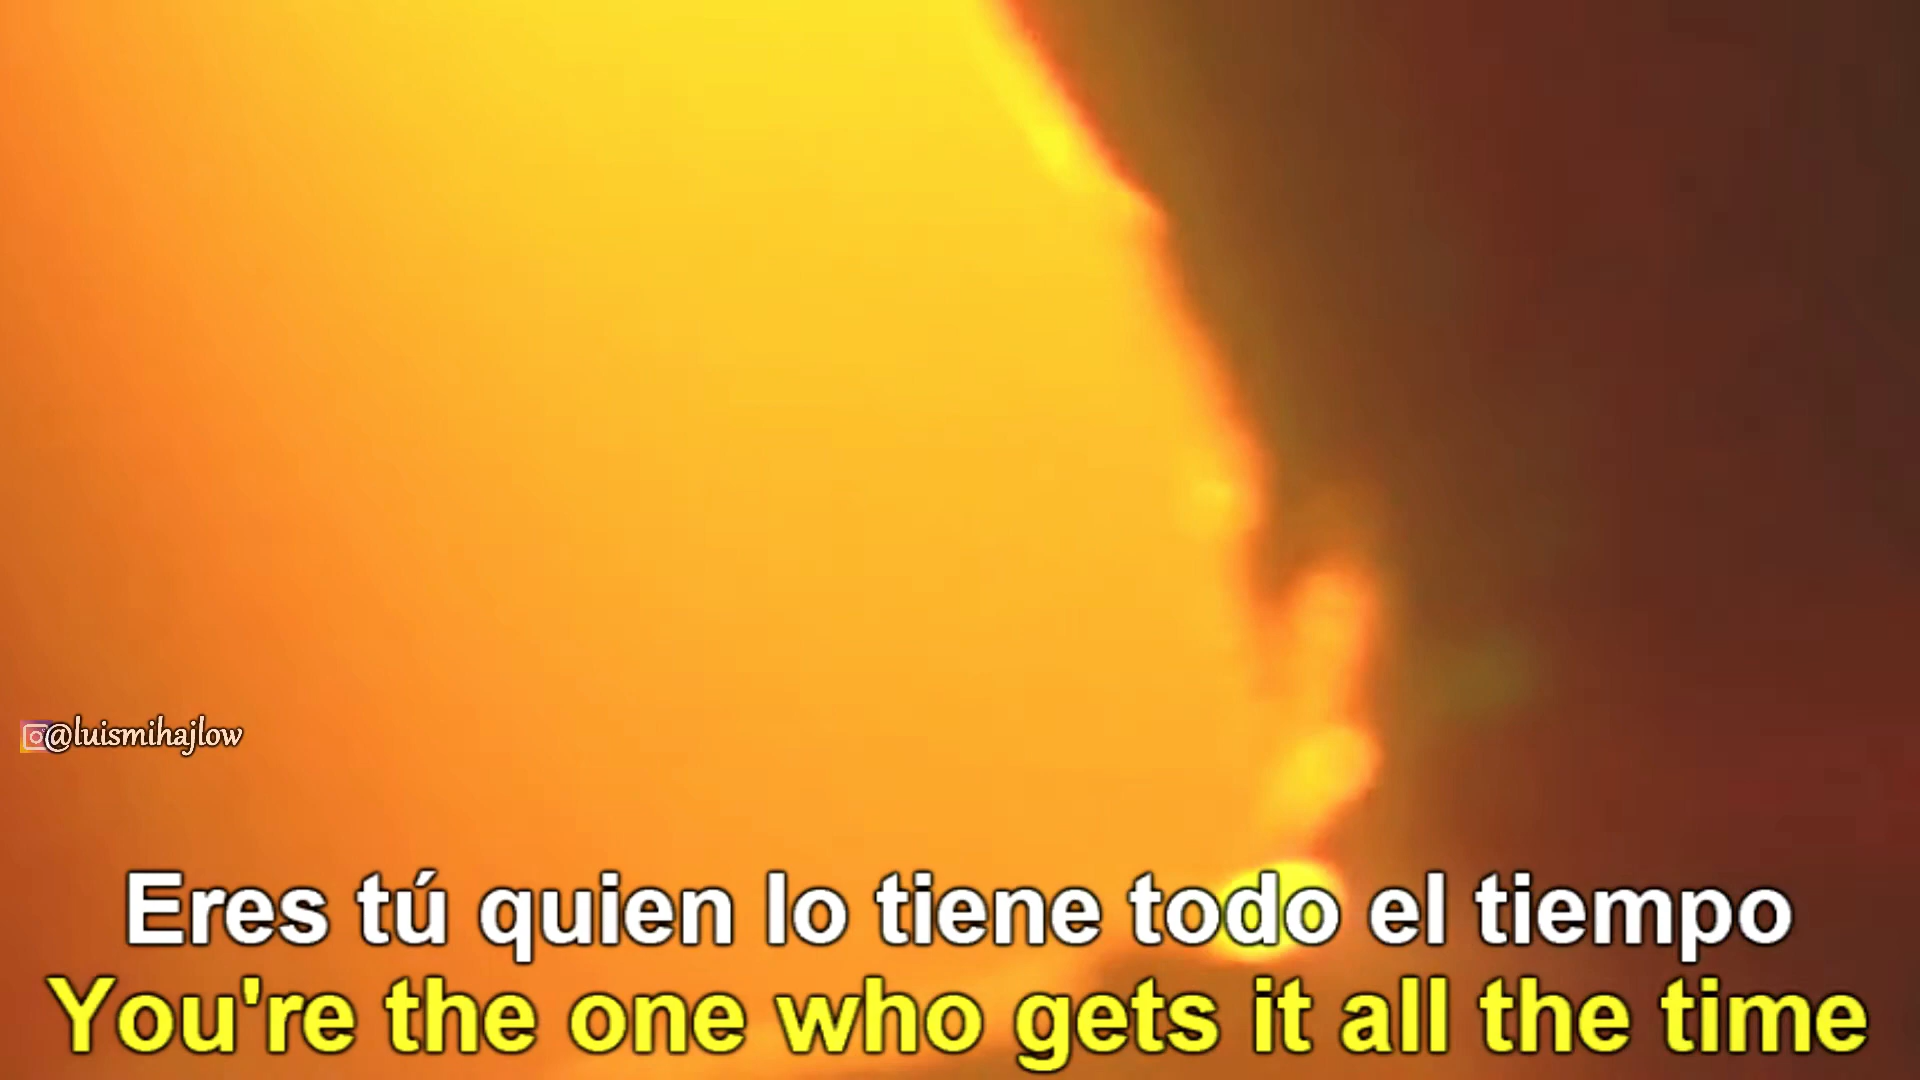 @luismihajlow
Eres tú quien lo tiene todo el tiempo
You're the one who gets it all the time